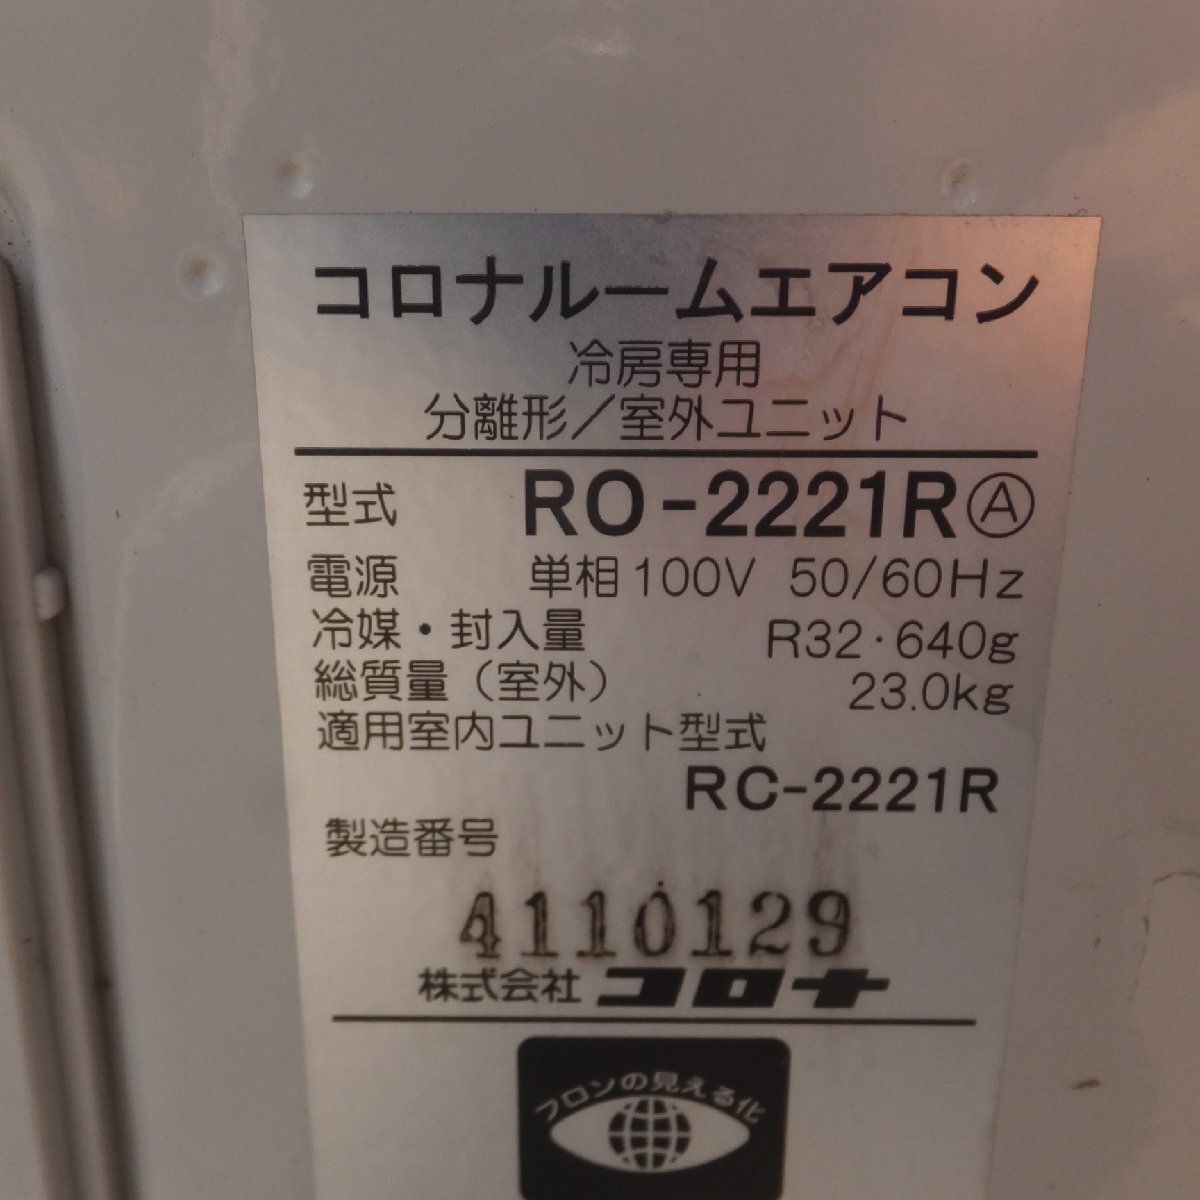 コロナルームエアコン
冷房専用
分離形／室外ユニット
型式 RO-2221RⒶ
電源 単相100V 50/60Hz
冷媒・封入量 R32・640g
総質量（室外） 23.0kg
適用室内ユニット型式
RC-2221R
製造番号
4110129
株式会社 コロナ
フロンの見える化